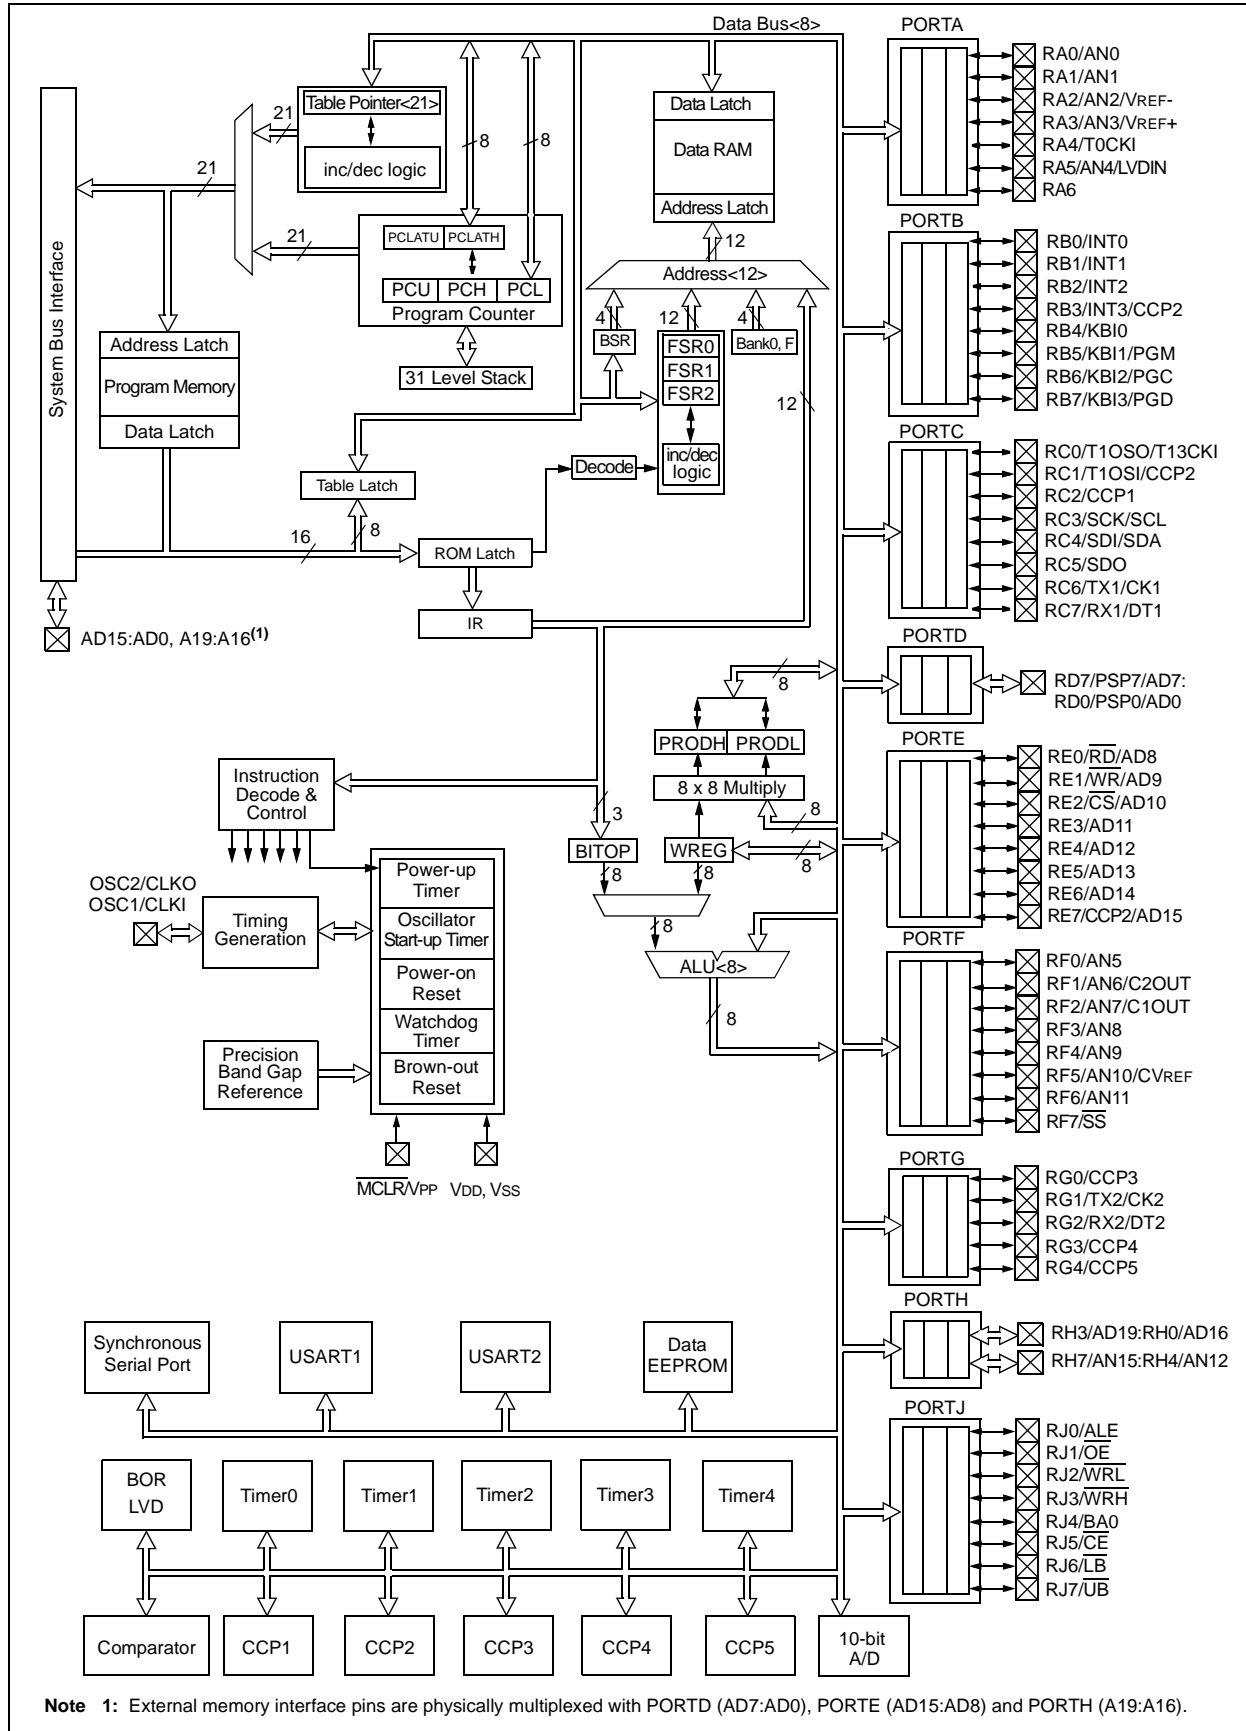 Data Bus<8>
Table Pointer<21>
inc/dec logic
21
21
21
8
8
PCLATU
PCLATH
PCU
PCH
PCL
Program Counter
31 Level Stack
System Bus Interface
Address Latch
Program Memory
Data Latch
Table Latch
16
8
ROM Latch
IR
AD15:AD0, A19:A16(1)
Data Latch
Data RAM
Address Latch
12
Address<12>
4
12
4
BSR
FSR0
FSR1
FSR2
inc/dec
logic
Bank0, F
12
Decode
8
PRODH
PRODL
8 x 8 Multiply
8
3
BITOP
WREG
8
8
8
8
ALU<8>
8
Instruction
Decode &
Control
OSC2/CLKO
OSC1/CLKI
Timing
Generation
Power-up
Timer
Oscillator
Start-up Timer
Power-on
Reset
Watchdog
Timer
Brown-out
Reset
Precision
Band Gap
Reference
MCLR/VPP
VDD, VSS
Synchronous
Serial Port
USART1
USART2
Data
EEPROM
BOR
LVD
Timer0
Timer1
Timer2
Timer3
Timer4
Comparator
CCP1
CCP2
CCP3
CCP4
CCP5
10-bit
A/D
PORTA
RA0/AN0
RA1/AN1
RA2/AN2/VREF-
RA3/AN3/VREF+
RA4/T0CKI
RA5/AN4/LVDIN
RA6
PORTB
RB0/INT0
RB1/INT1
RB2/INT2
RB3/INT3/CCP2
RB4/KBI0
RB5/KBI1/PGM
RB6/KBI2/PGC
RB7/KBI3/PGD
PORTC
RC0/T1OSO/T13CKI
RC1/T1OSI/CCP2
RC2/CCP1
RC3/SCK/SCL
RC4/SDI/SDA
RC5/SDO
RC6/TX1/CK1
RC7/RX1/DT1
PORTD
RD7/PSP7/AD7:
RD0/PSP0/AD0
PORTE
RE0/RD/AD8
RE1/WR/AD9
RE2/CS/AD10
RE3/AD11
RE4/AD12
RE5/AD13
RE6/AD14
RE7/CCP2/AD15
PORTF
RF0/AN5
RF1/AN6/C2OUT
RF2/AN7/C1OUT
RF3/AN8
RF4/AN9
RF5/AN10/CVREF
RF6/AN11
RF7/SS
PORTG
RG0/CCP3
RG1/TX2/CK2
RG2/RX2/DT2
RG3/CCP4
RG4/CCP5
PORTH
RH3/AD19:RH0/AD16
RH7/AN15:RH4/AN12
PORTJ
RJ0/ALE
RJ1/OE
RJ2/WRL
RJ3/WRH
RJ4/BA0
RJ5/CE
RJ6/LB
RJ7/UB
Note 1: External memory interface pins are physically multiplexed with PORTD (AD7:AD0), PORTE (AD15:AD8) and PORTH (A19:A16).